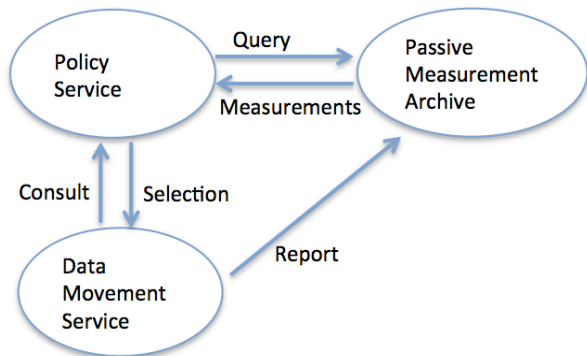 Query
Policy
Service
Passive
Measurement
Archive
Measurements
Consult
Selection
Report
Data
Movement
Service